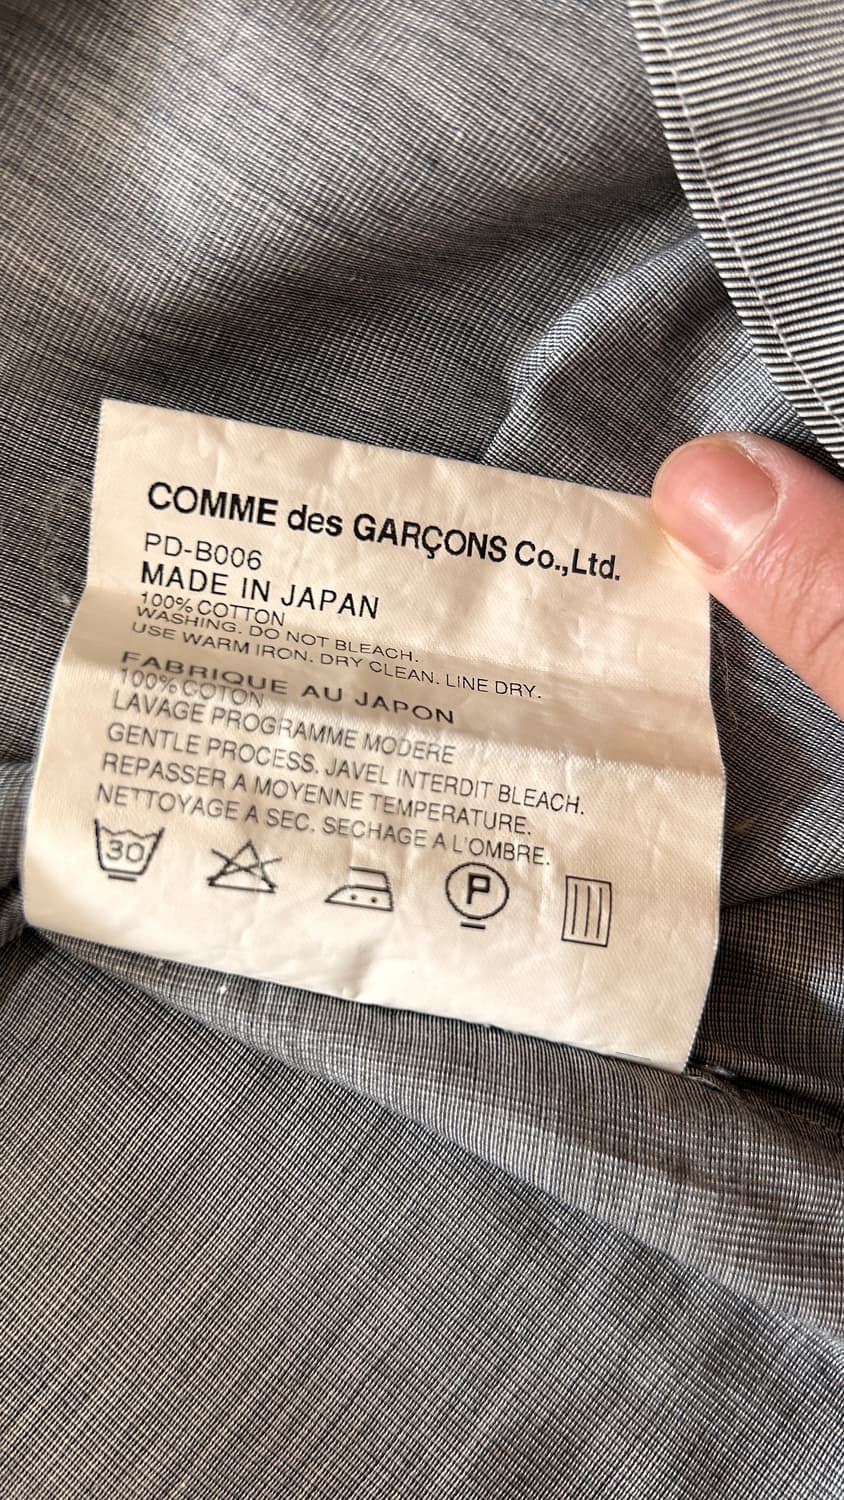 COMME des GARÇONS Co.,Ltd.
PD-B006
MADE IN JAPAN
100% COTTON
WASHING. DO NOT BLEACH.
USE WARM IRON. DRY CLEAN. LINE DRY.
FABRIQUE AU JAPON
100% COTON
LAVAGE PROGRAMME MODERE
GENTLE PROCESS. JAVEL INTERDIT BLEACH.
REPASSER A MOYENNE TEMPERATURE.
NETTOYAGE A SEC. SECHAGE A L'OMBRE.
30 P